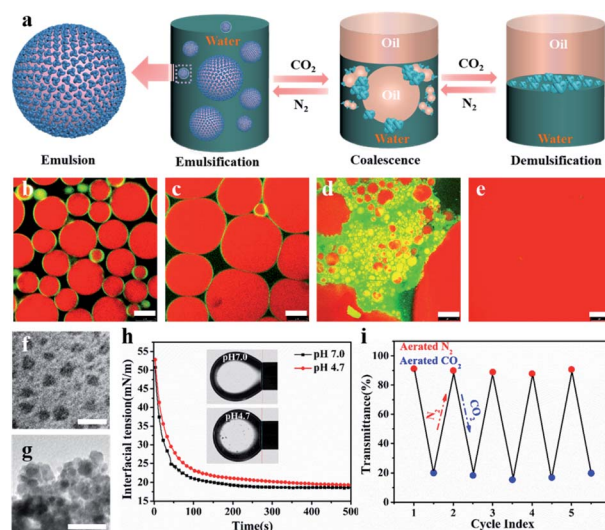 a
Water
CO2
N2
Oil
Oil
Water
CO2
N2
Oil
Water
Emulsion
Emulsification
Coalescence
Demulsification
b
c
d
e
f
g
h
pH 7.0
pH 4.7
pH7.0
pH4.7
Interfacial tension(mN/m)
55
50
45
40
35
30
25
20
15
0
100
200
300
400
500
Time(s)
i
Aerated N2
Aerated CO2
N2
CO2
Transmittance(%)
100
80
60
40
20
0
1
2
3
4
5
Cycle Index